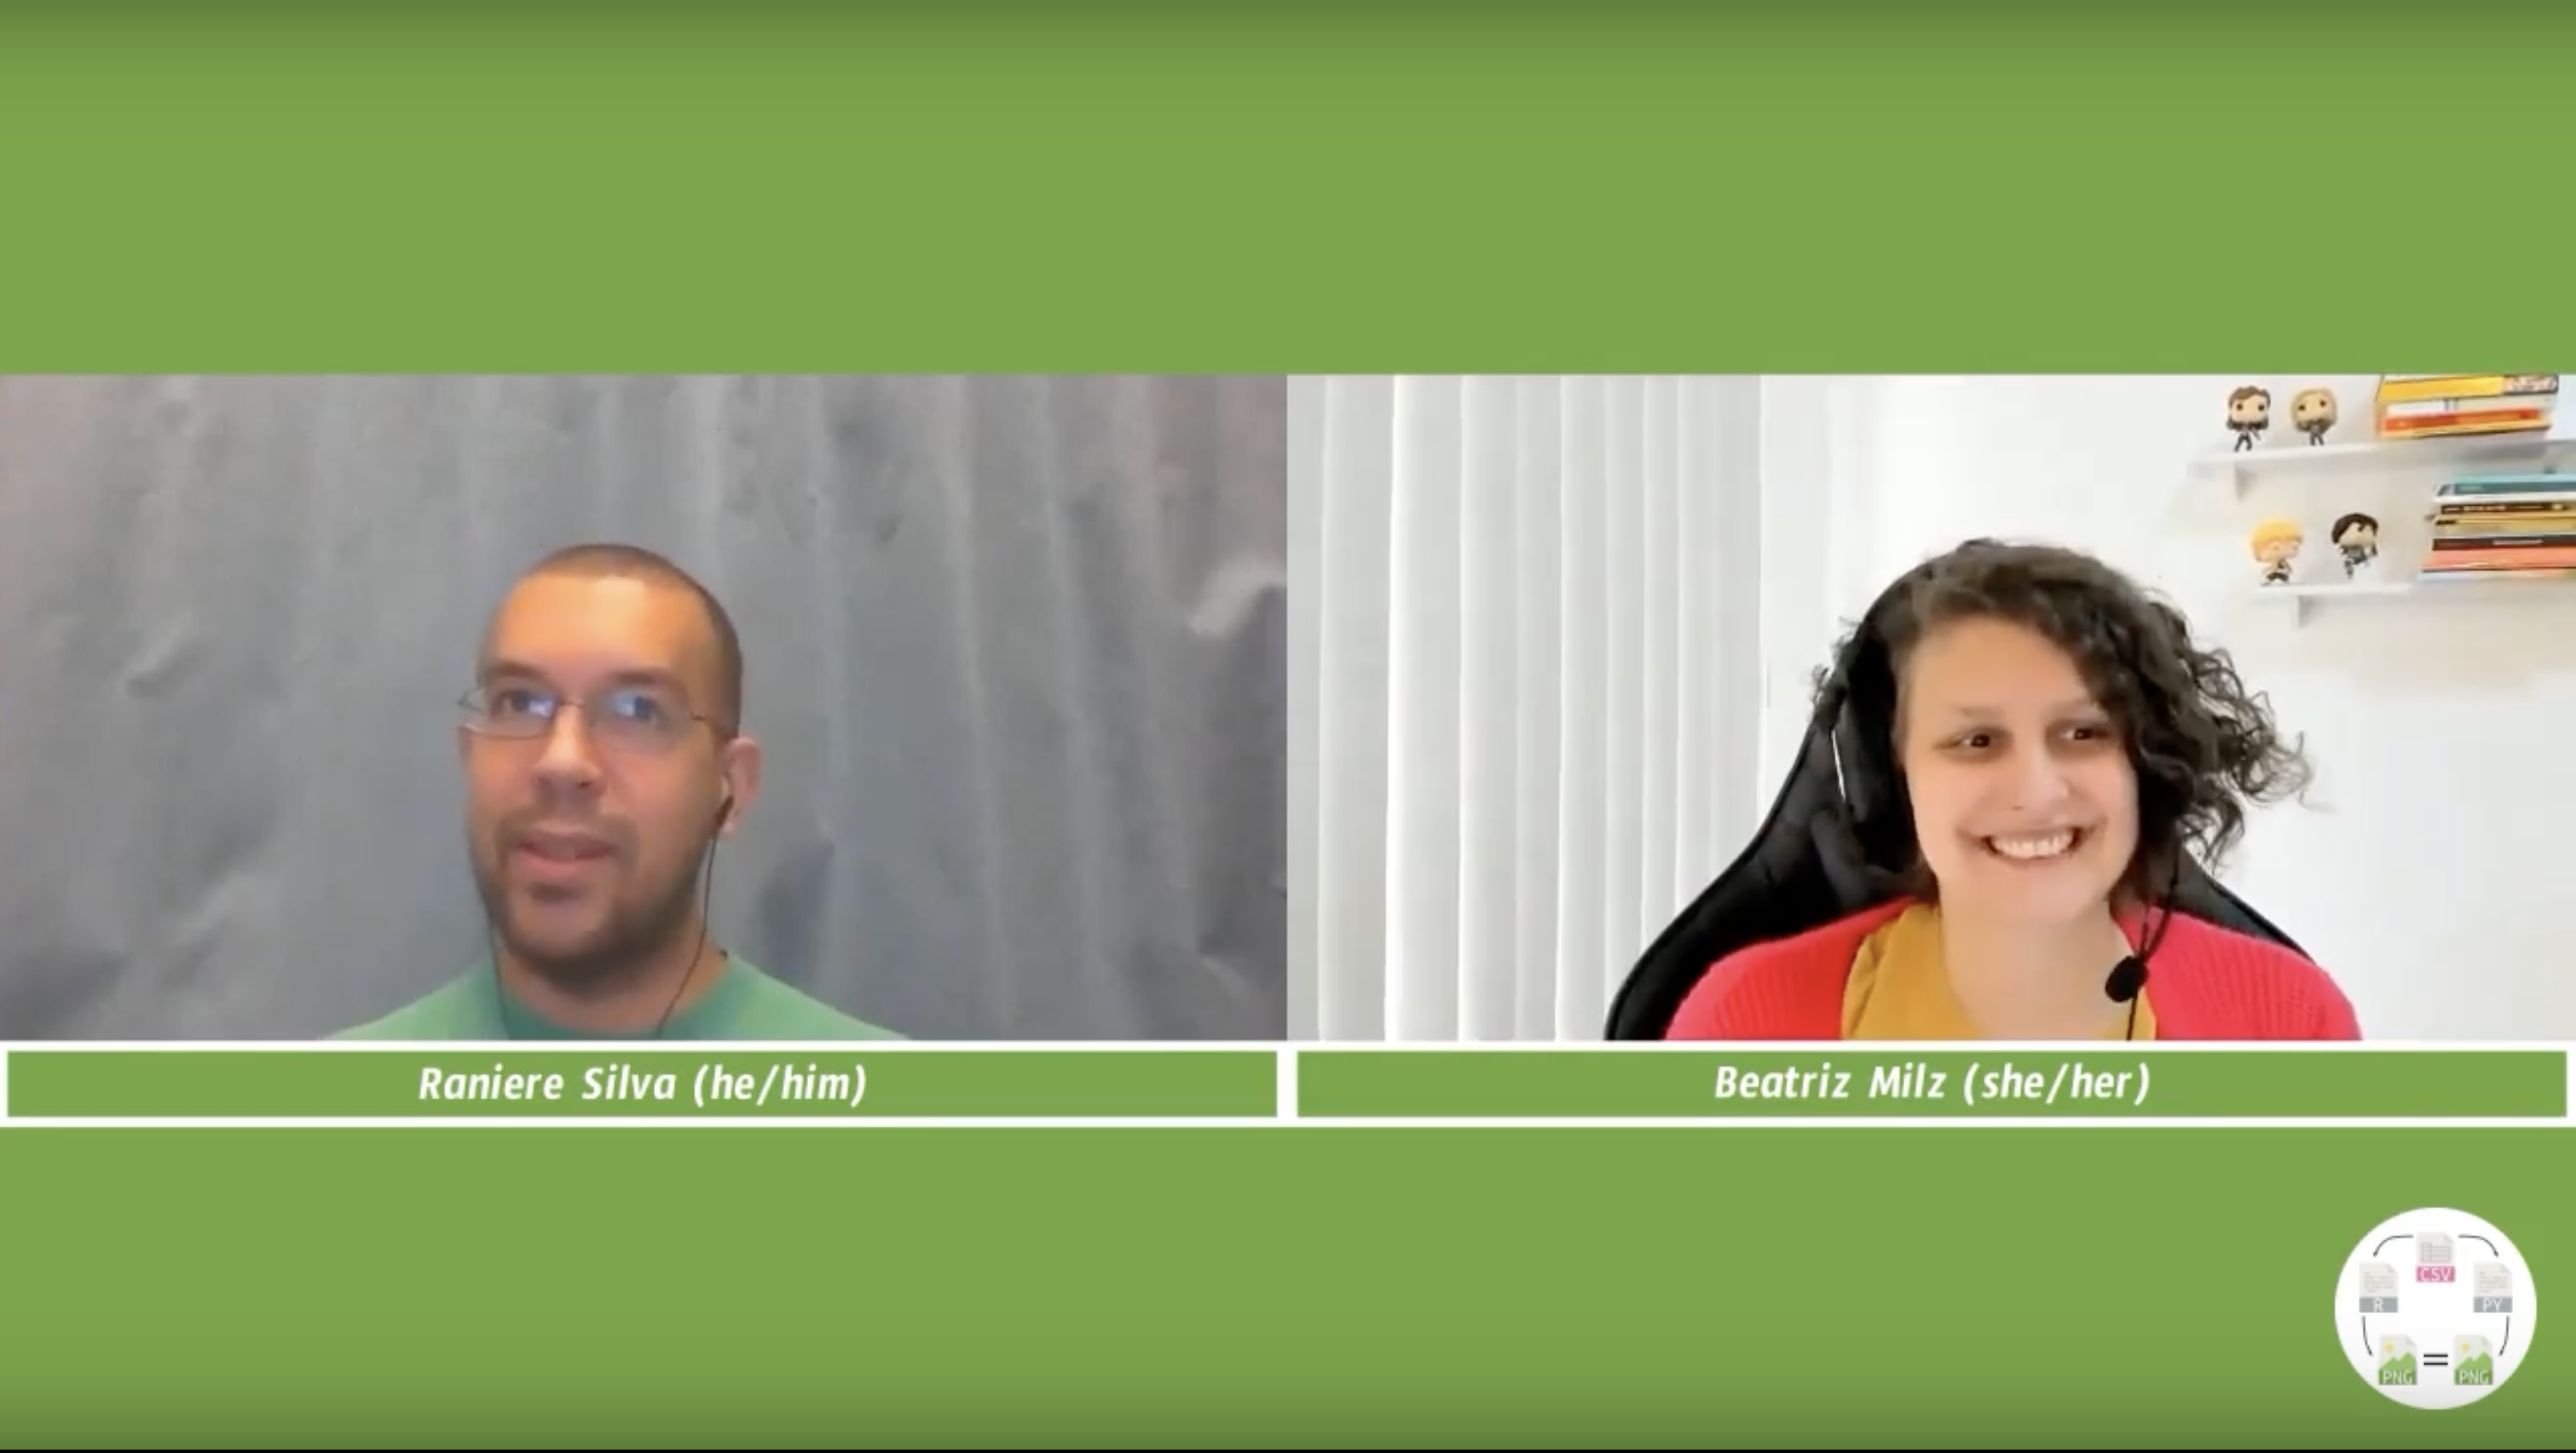 Raniere Silva (he/him)
Beatriz Milz (she/her)
CSV
R
PY
PNG
=
PNG